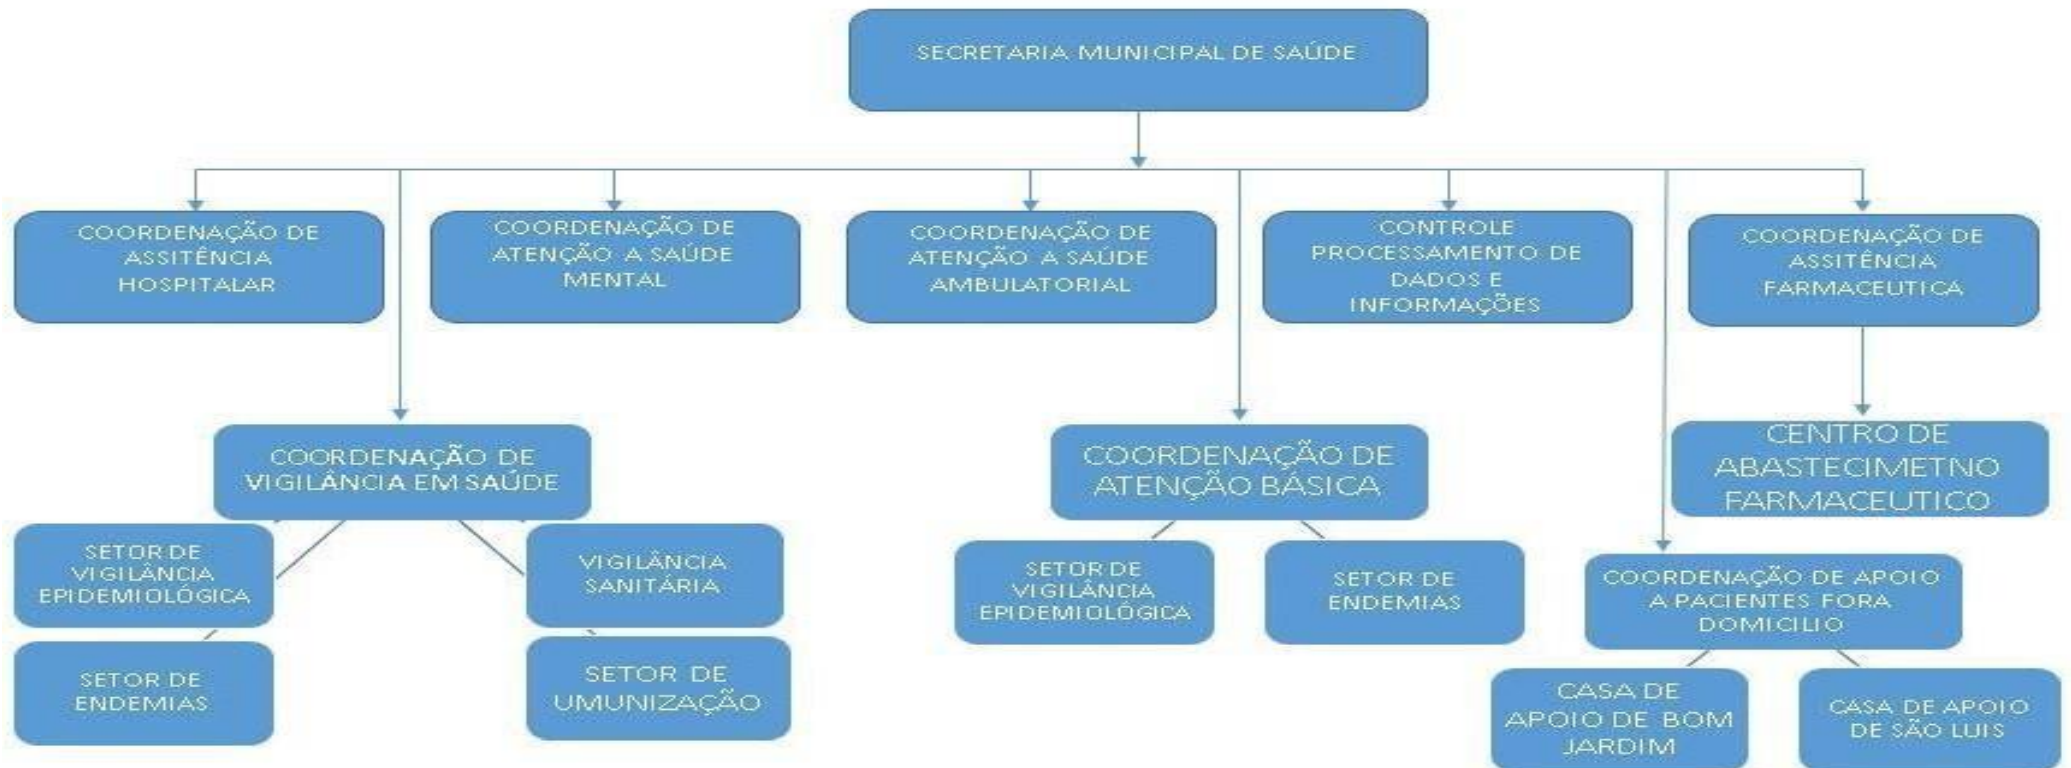 SECRETARIA MUNICIPAL DE SAÚDE
COORDENAÇÃO DE
ASSITÊNCIA
HOSPITALAR
COORDENAÇÃO DE
ATENÇÃO A SAÚDE
MENTAL
COORDENAÇÃO DE
ATENÇÃO A SAÚDE
AMBULATORIAL
CONTROLE
PROCESSAMENTO DE
DADOS E
INFORMAÇÕES
COORDENAÇÃO DE
ASSITÊNCIA
FARMACEUTICA
COORDENAÇÃO DE
VIGILÂNCIA EM SAÚDE
COORDENAÇÃO DE
ATENÇÃO BÁSICA
CENTRO DE
ABASTECIMETNO
FARMACEUTICO
SETOR DE
VIGILÂNCIA
EPIDEMIOLÓGICA
VIGILÂNCIA
SANITÁRIA
SETOR DE
VIGILÂNCIA
EPIDEMIOLÓGICA
SETOR DE
ENDEMIAS
COORDENAÇÃO DE APOIO
A PACIENTES FORA
DOMICILIO
SETOR DE
ENDEMIAS
SETOR DE
UMUNIZAÇÃO
CASA DE
APOIO DE BOM
JARDIM
CASA DE APOIO
DE SÃO LUIS